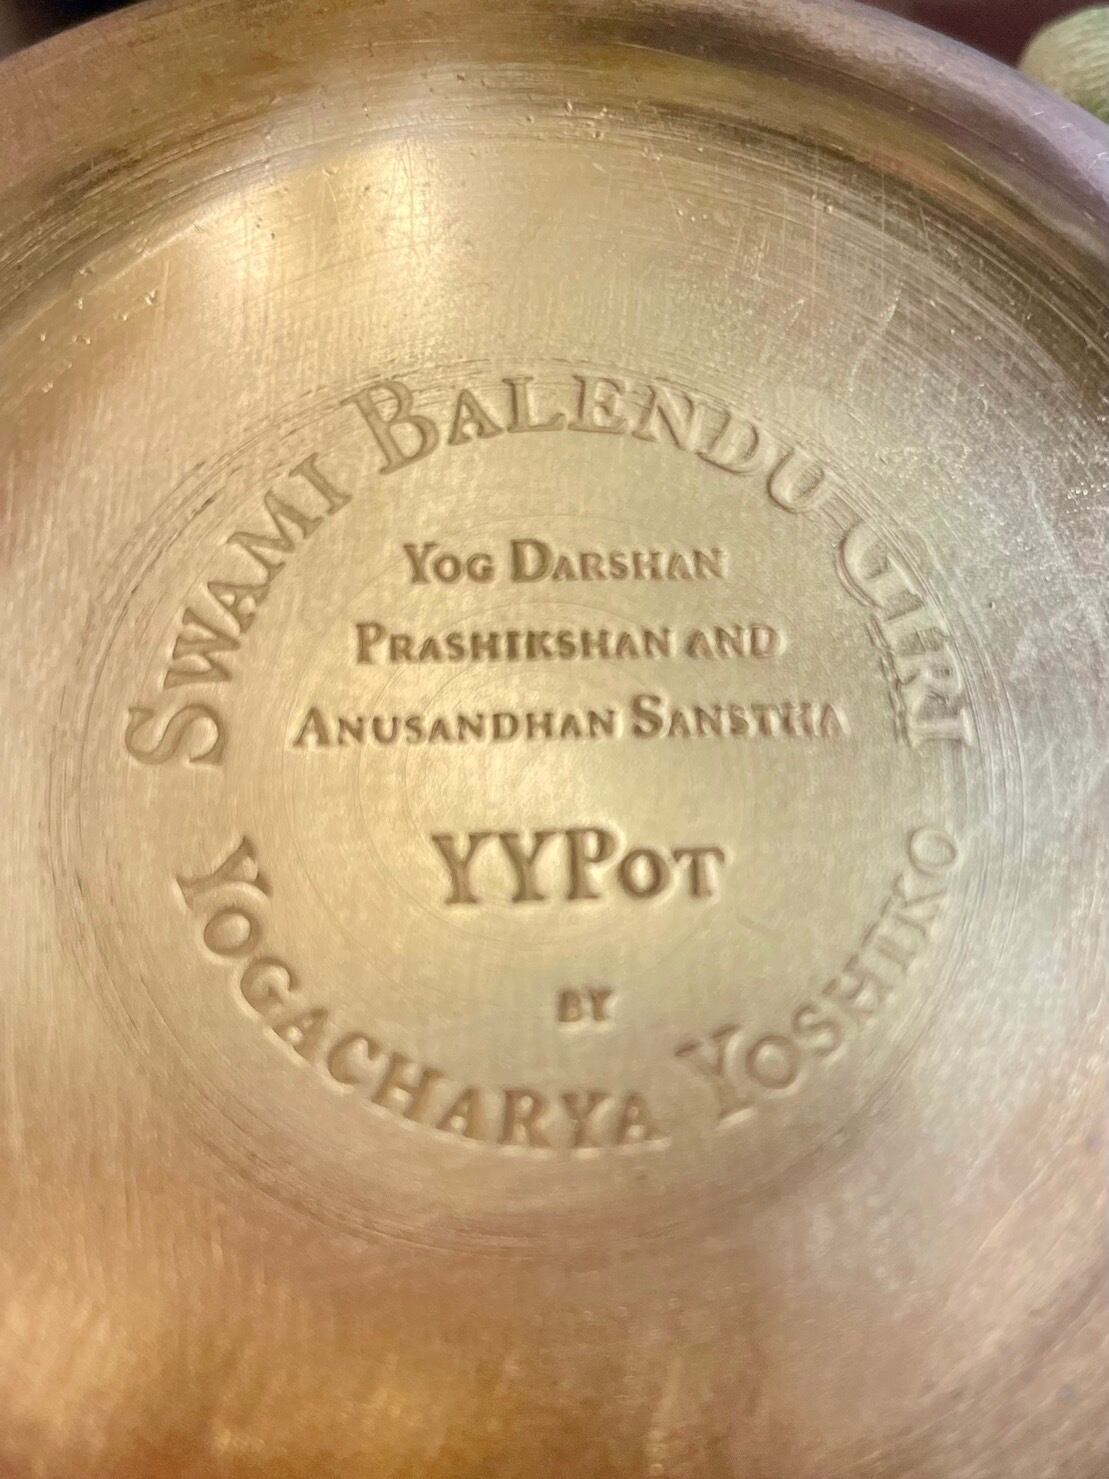 Swami Balendu Giri
Yog Darshan
Prashikshan and
Anusandhan Sanstha
YYPot
by
Yogacharya Yoshiko